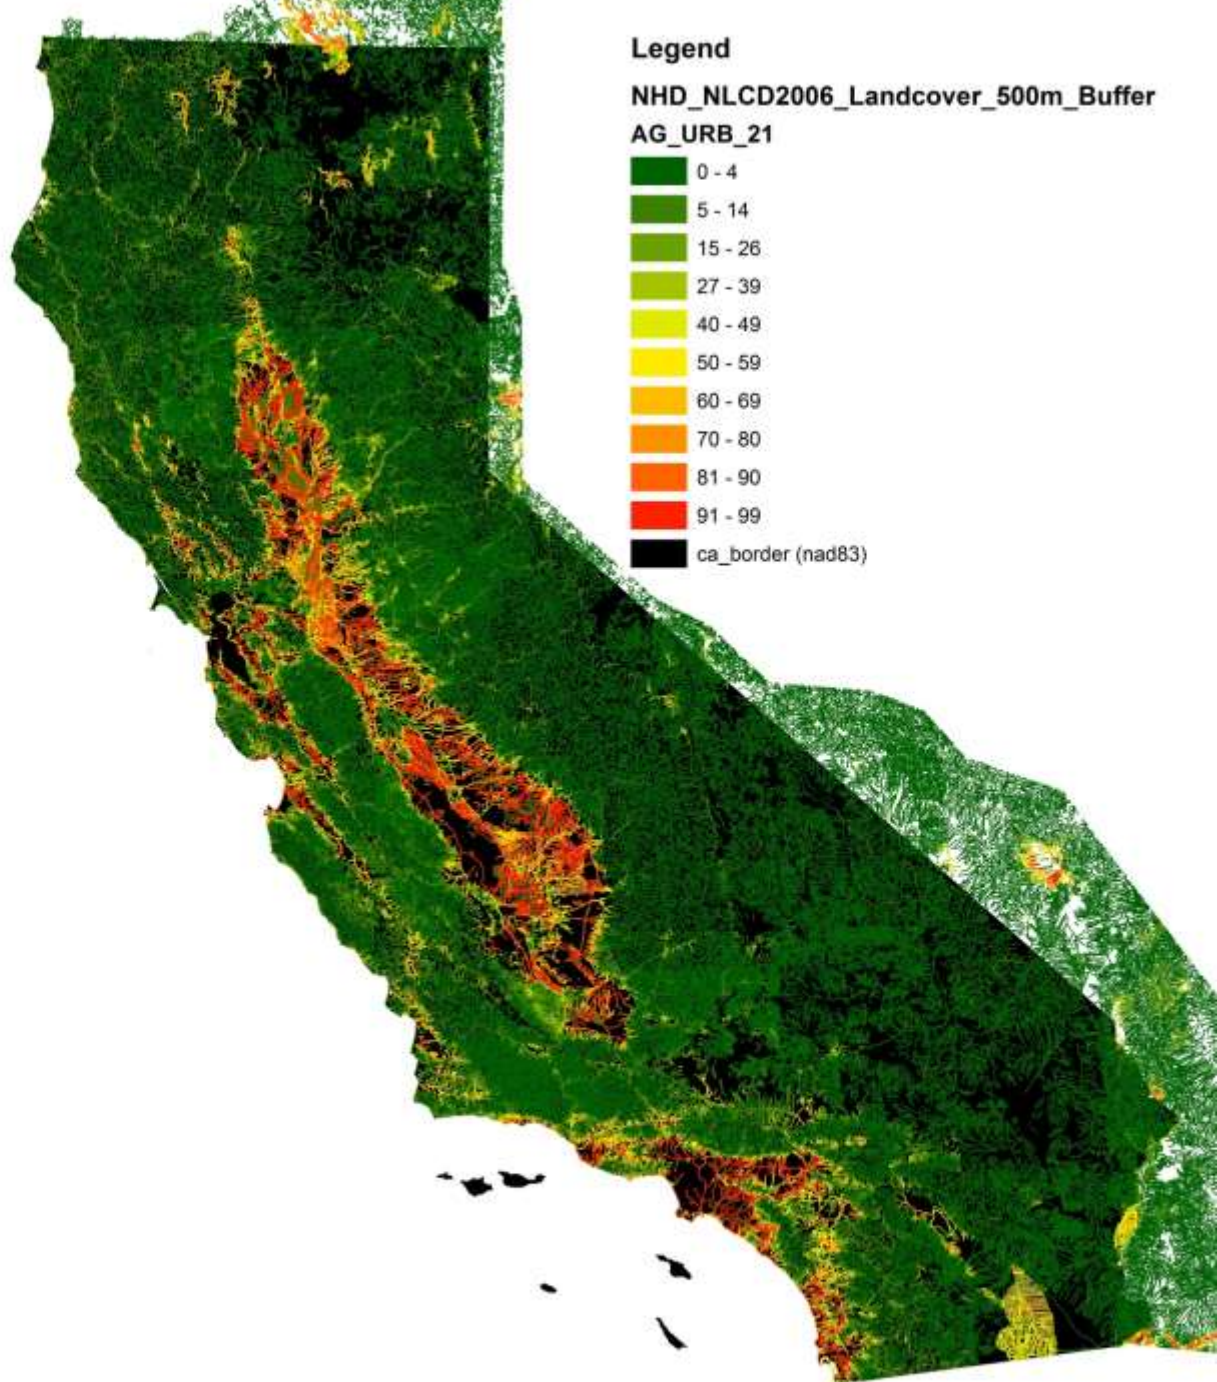 Legend
NHD_NLCD2006_Landcover_500m_Buffer
AG_URB_21
0 - 4
5 - 14
15 - 26
27 - 39
40 - 49
50 - 59
60 - 69
70 - 80
81 - 90
91 - 99
ca_border (nad83)